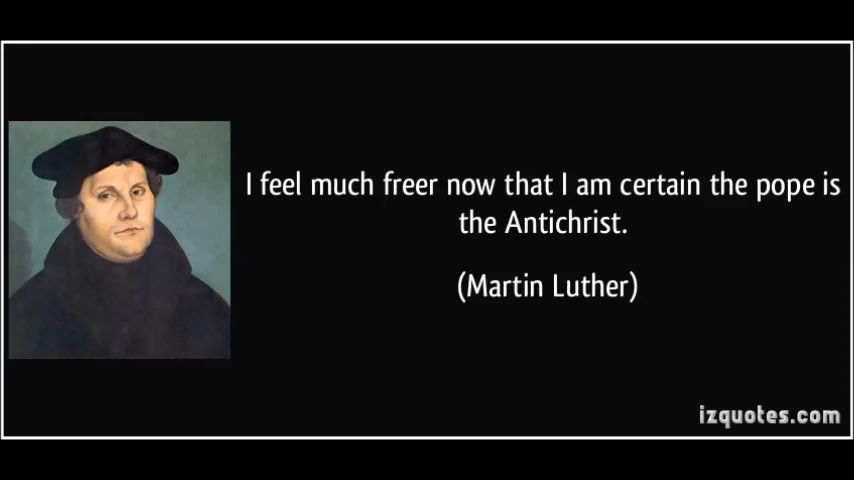 I feel much freer now that I am certain the pope is
the Antichrist.
(Martin Luther)
izquotes.com